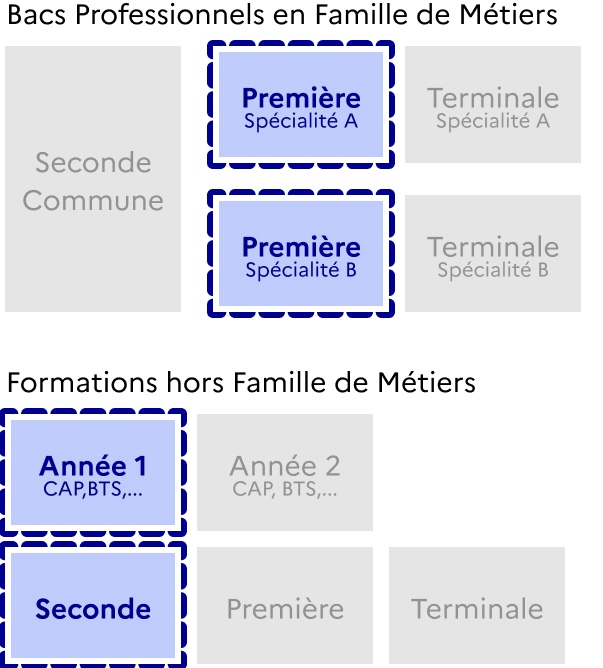 Bacs Professionnels en Famille de Métiers
Seconde
Commune
Première
Spécialité A
Terminale
Spécialité A
Première
Spécialité B
Terminale
Spécialité B
Formations hors Famille de Métiers
Année 1
CAP,BTS,...
Année 2
CAP, BTS,...
Seconde
Première
Terminale